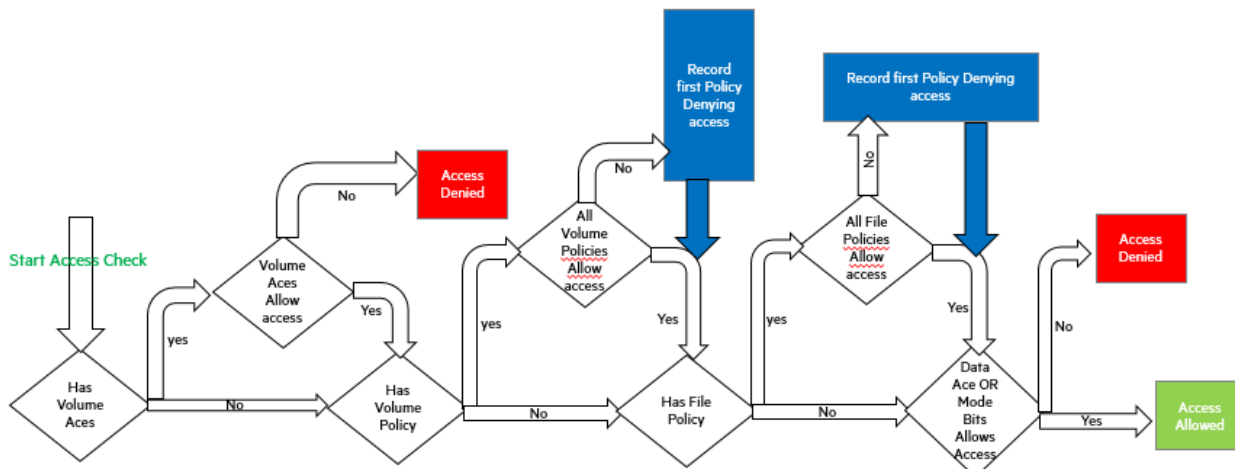 Start Access Check
Has
Volume
Aces
yes
No
Volume
Aces
Allow
access
No
Yes
Access
Denied
Has
Volume
Policy
yes
No
All
Volume
Policies
Allow
access
No
Yes
Record
first Policy
Denying
access
Has File
Policy
yes
No
All File
Policies
Allow
access
No
Yes
Record first Policy Denying
access
Data
Ace OR
Mode
Bits
Allows
Access
No
Yes
Access
Denied
Access
Allowed